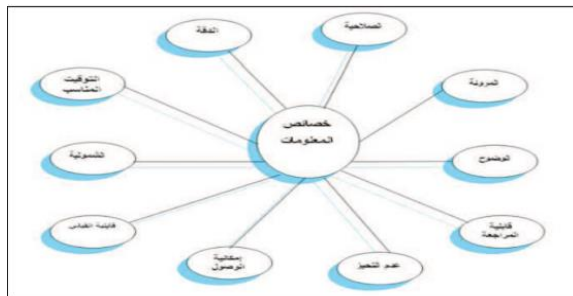 خصائص
المعلومات
الصلاحية
المرونة
الوضوح
قابلية
المراجعة
عدم التحيز
إمكانية
الوصول
قابلية القياس
الشمولية
التوقيت
المناسب
الدقة